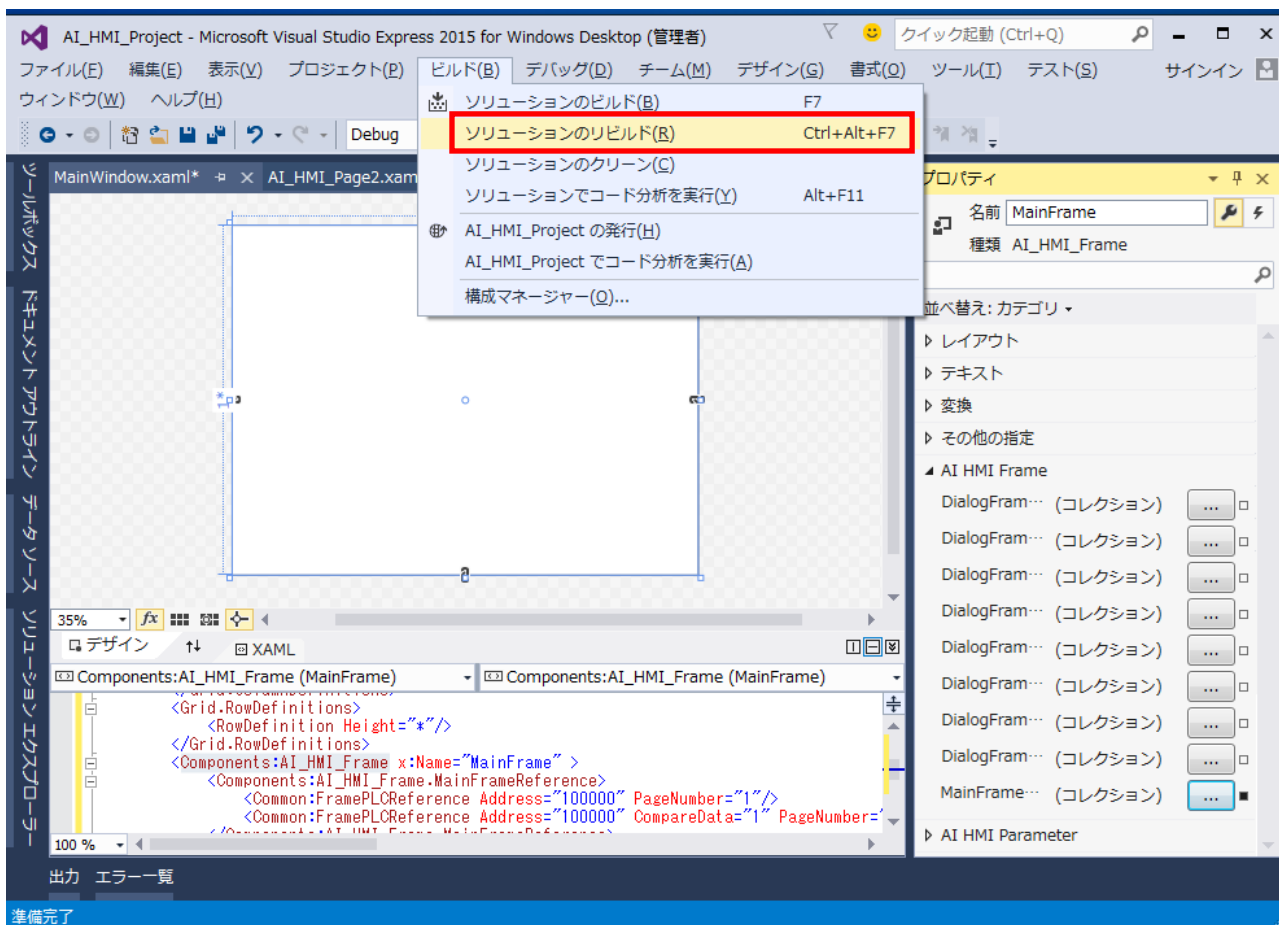 AI_HMI_Project - Microsoft Visual Studio Express 2015 for Windows Desktop (管理者)
クイック起動 (Ctrl+Q)
ファイル(F) 編集(E) 表示(V) プロジェクト(P) ビルド(B) デバッグ(D) チーム(M) デザイン(G) 書式(O) ツール(T) テスト(S) サインイン
ウィンドウ(W) ヘルプ(H)
Debug
ソリューションのビルド(B) F7
ソリューションのリビルド(R) Ctrl+Alt+F7
ソリューションのクリーン(C)
ソリューションでコード分析を実行(Y) Alt+F11
AI_HMI_Project の発行(H)
AI_HMI_Project でコード分析を実行(A)
構成マネージャー(O)...
ツールボックス
ドキュメント アウトライン
データ ソース
ソリューション エクスプローラー
MainWindow.xaml* AI_HMI_Page2.xam
35%
fx
デザイン
XAML
Components:AI_HMI_Frame (MainFrame) Components:AI_HMI_Frame (MainFrame)
<Grid.RowDefinitions>
<RowDefinition Height="*"/>
</Grid.RowDefinitions>
<Components:AI_HMI_Frame x:Name="MainFrame" >
<Components:AI_HMI_Frame.MainFrameReference>
<Common:FramePLCReference Address="100000" PageNumber="1"/>
<Common:FramePLCReference Address="100000" CompareData="1" PageNumber="
100 %
プロパティ
名前 MainFrame
種類 AI_HMI_Frame
並べ替え: カテゴリ
レイアウト
テキスト
変換
その他の指定
AI HMI Frame
DialogFram… (コレクション) ...
DialogFram… (コレクション) ...
DialogFram… (コレクション) ...
DialogFram… (コレクション) ...
DialogFram… (コレクション) ...
DialogFram… (コレクション) ...
DialogFram… (コレクション) ...
DialogFram… (コレクション) ...
MainFrame… (コレクション) ...
AI HMI Parameter
出力 エラー一覧
準備完了